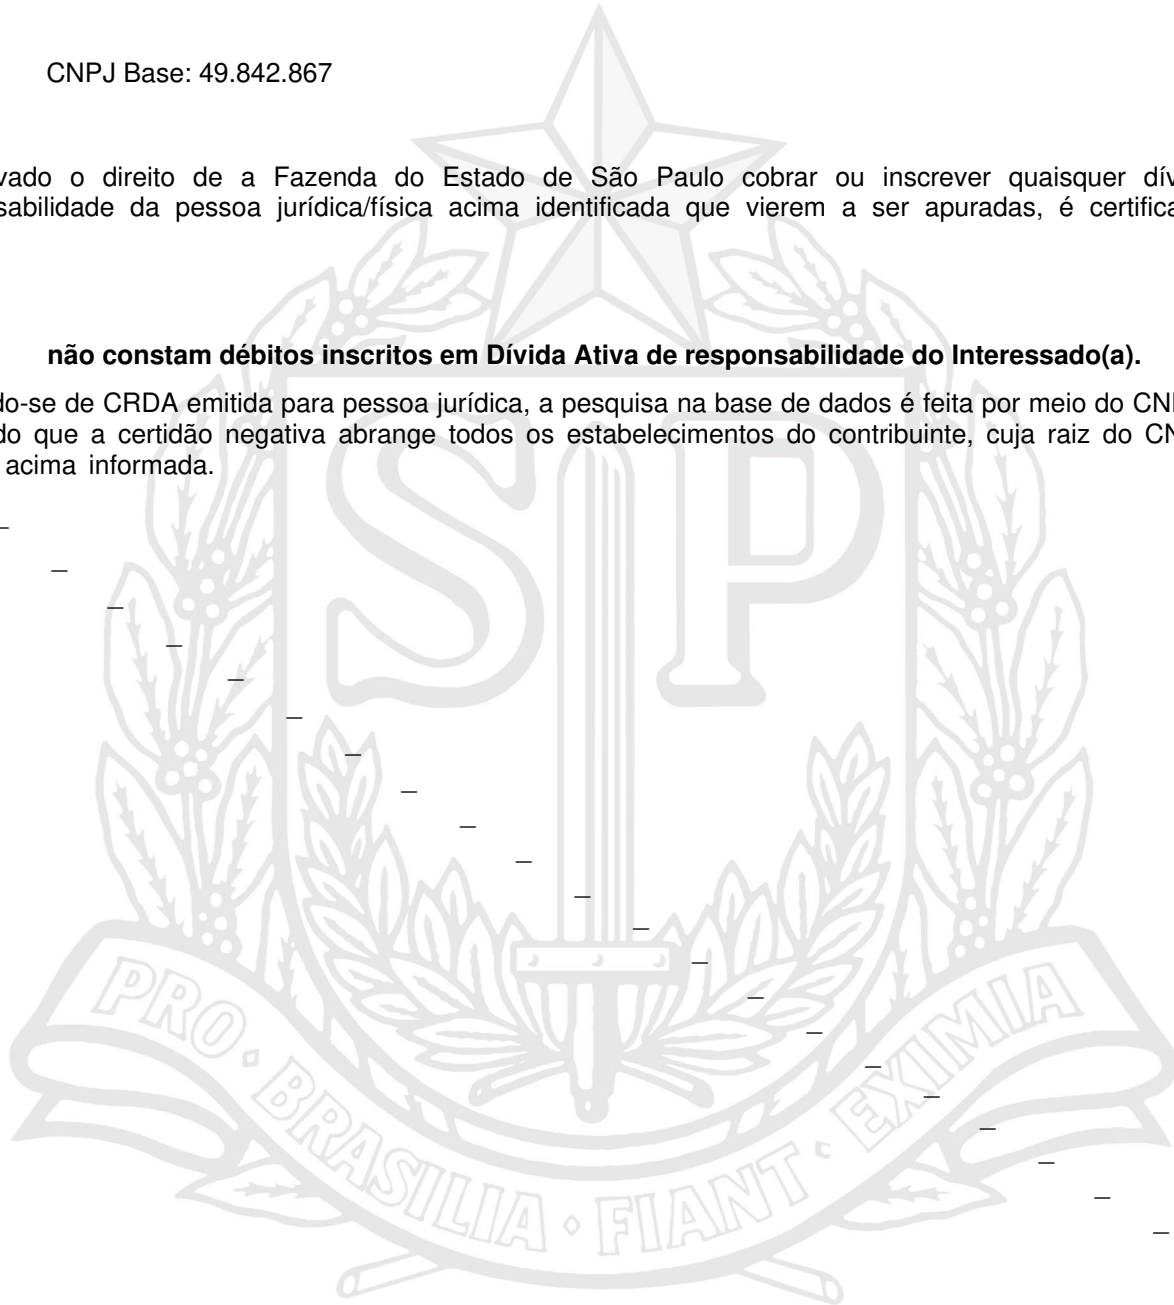 CNPJ Base: 49.842.867
vado o direito de a Fazenda do Estado de São Paulo cobrar ou inscrever quaisquer dív
sabilidade da pessoa jurídica/física acima identificada que vierem a ser apuradas, é certifica
não constam débitos inscritos em Dívida Ativa de responsabilidade do Interessado(a).
do-se de CRDA emitida para pessoa jurídica, a pesquisa na base de dados é feita por meio do CN
do que a certidão negativa abrange todos os estabelecimentos do contribuinte, cuja raiz do CN
acima informada.
SP
PRO · BRASILIA · FIANT · EXIMIA